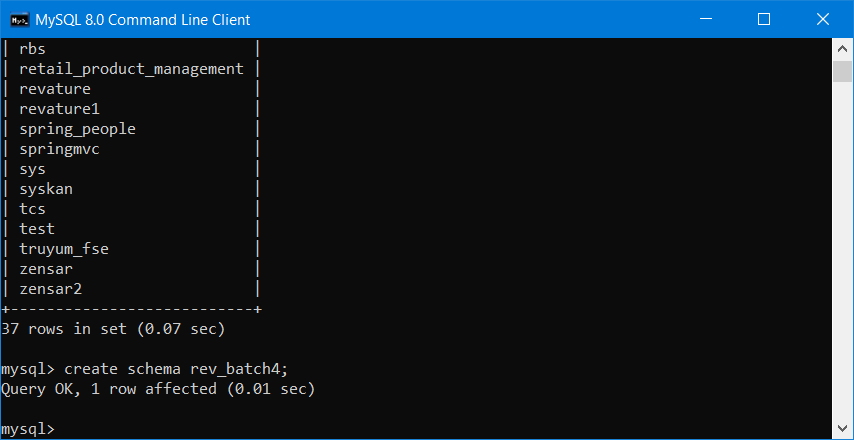 MySQL 8.0 Command Line Client
| rbs                      |
| retail_product_management |
| revature                  |
| revature1                 |
| spring_people             |
| springmvc                 |
| sys                       |
| syskan                    |
| tcs                       |
| test                      |
| truyum_fse                |
| zensar                    |
| zensar2                   |
+---------------------------+
37 rows in set (0.07 sec)
mysql> create schema rev_batch4;
Query OK, 1 row affected (0.01 sec)
mysql>